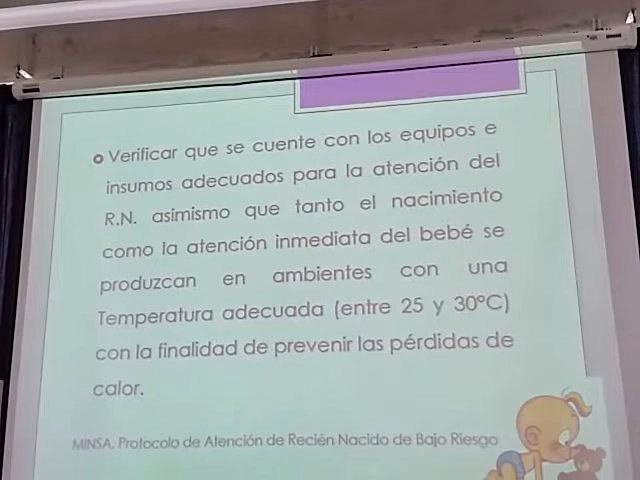 Verificar que se cuente con los equipos e
insumos adecuados para la atención del
R.N. asimismo que tanto el nacimiento
como la atención inmediata del bebé se
produzcan en ambientes con una
Temperatura adecuada (entre 25 y 30°C)
con la finalidad de prevenir las pérdidas de
calor.
MINSA. Protocolo de Atención de Recién Nacido de Bajo Riesgo